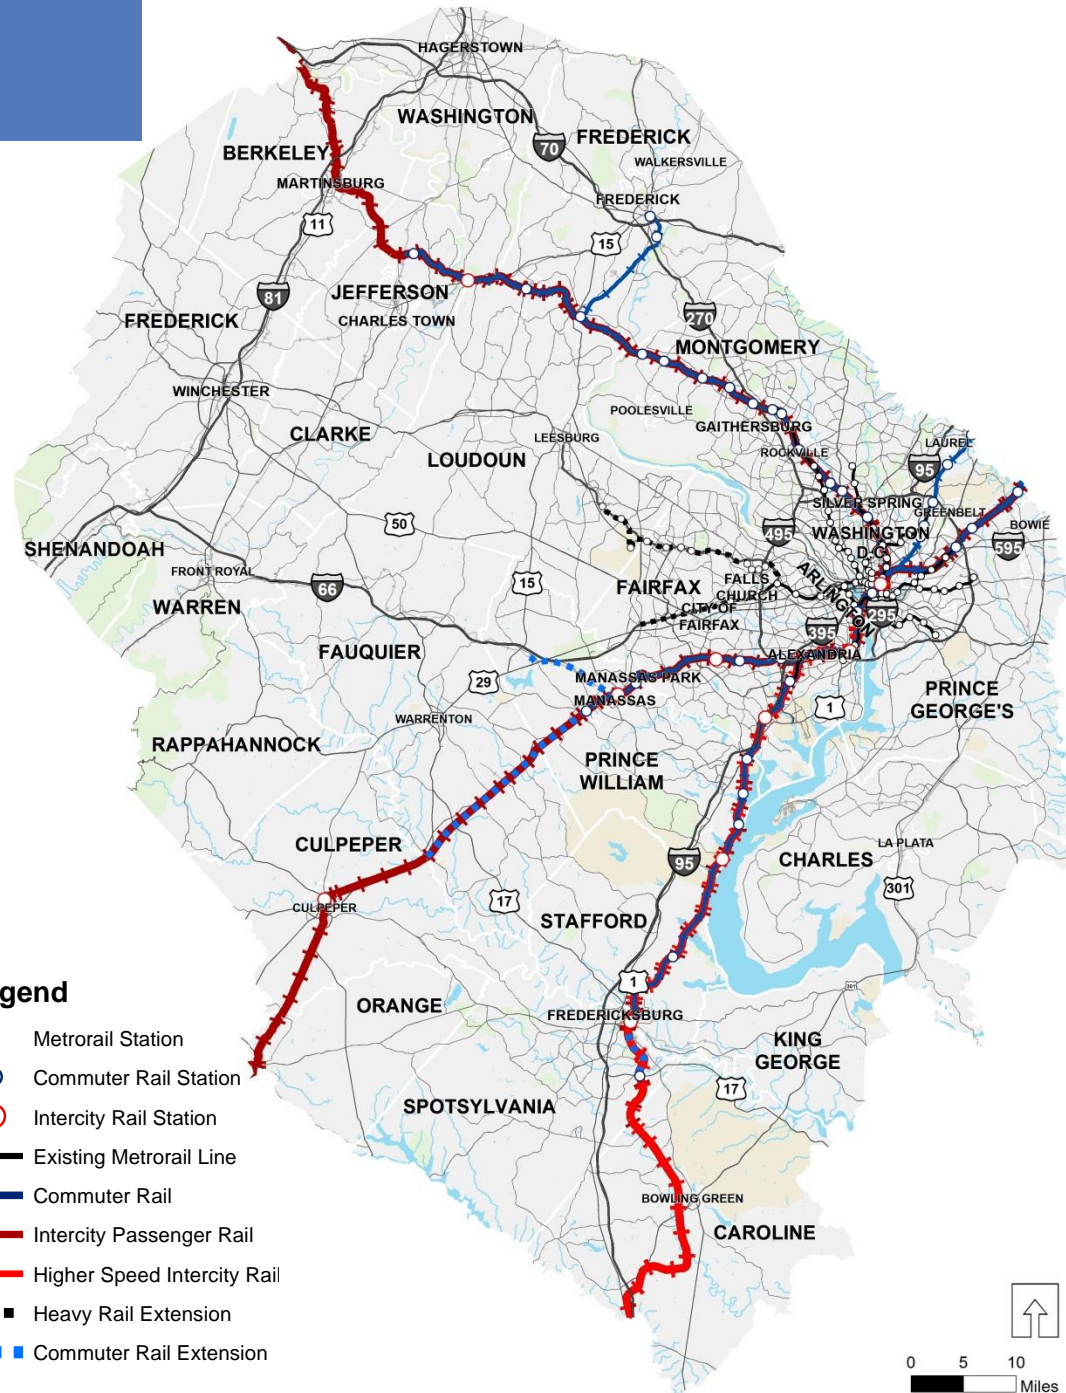 HAGERSTOWN
WASHINGTON
FREDERICK
70
WALKERSVILLE
BERKELEY
MARTINSBURG
FREDERICK
11
15
81
JEFFERSON
CHARLES TOWN
FREDERICK
270
MONTGOMERY
WINCHESTER
POOLESVILLE
GAITHERSBURG
CLARKE
LEESBURG
LOUDOUN
ROCKVILLE
LAUREL
95
SILVER SPRING
GREENBELT
50
495
WASHINGTON
D.C.
BOWIE
595
SHENANDOAH
FRONT ROYAL
66
15
FAIRFAX
FALLS
CHURCH
ARLINGTON
WARREN
CITY OF
FAIRFAX
295
395
FAUQUIER
ALEXANDRIA
29
MANASSAS PARK
MANASSAS
1
PRINCE
GEORGE'S
WARRENTON
RAPPAHANNOCK
PRINCE
WILLIAM
CULPEPER
95
CHARLES
LA PLATA
301
CULPEPER
17
STAFFORD
1
301
ORANGE
FREDERICKSBURG
KING
GEORGE
17
SPOTSYLVANIA
BOWLING GREEN
CAROLINE
gend
Metrorail Station
Commuter Rail Station
Intercity Rail Station
Existing Metrorail Line
Commuter Rail
Intercity Passenger Rail
Higher Speed Intercity Rail
Heavy Rail Extension
Commuter Rail Extension
0 5 10
Miles